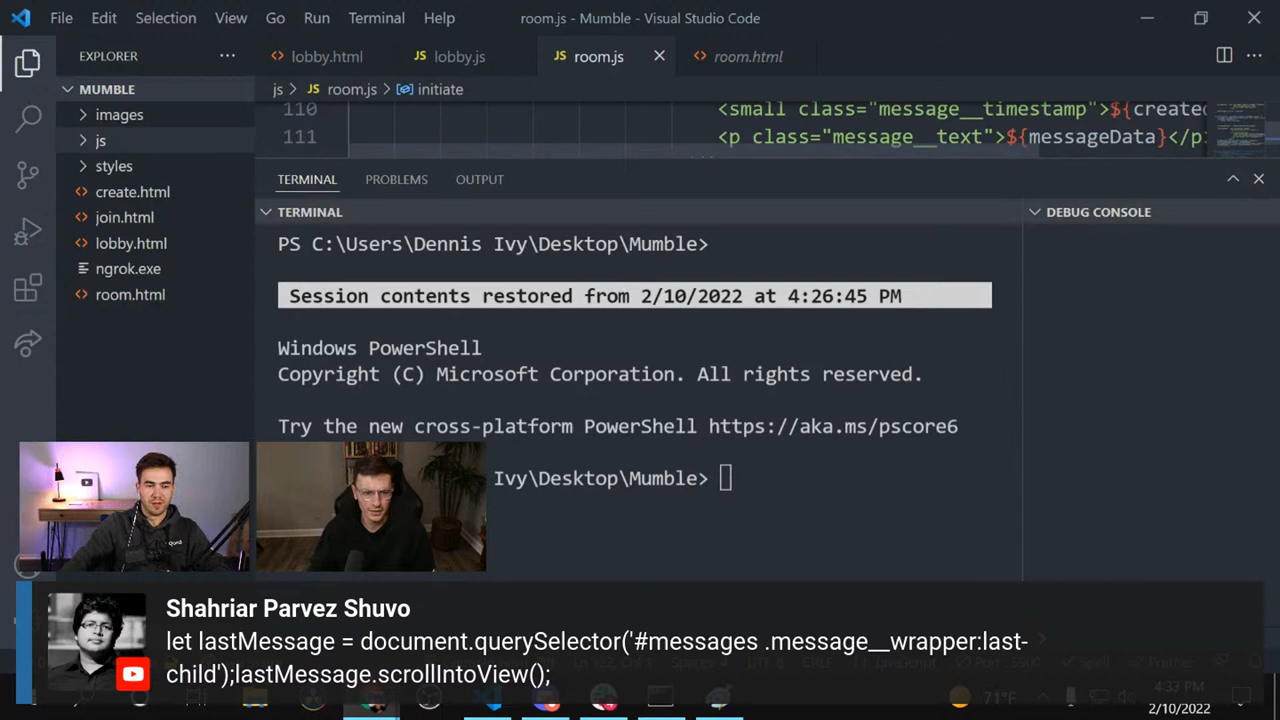 File Edit Selection View Go Run Terminal Help room.js - Mumble - Visual Studio Code
EXPLORER
lobby.html
lobby.js
JS room.js
room.html
MUMBLE
js > JS room.js > initiate
images
js
styles
create.html
join.html
lobby.html
ngrok.exe
room.html
110 <small class="message__timestamp">${created
111 <p class="message__text">${messageData}</p
TERMINAL PROBLEMS OUTPUT
TERMINAL
DEBUG CONSOLE
PS C:\Users\Dennis Ivy\Desktop\Mumble>
Session contents restored from 2/10/2022 at 4:26:45 PM
Windows PowerShell
Copyright (C) Microsoft Corporation. All rights reserved.
Try the new cross-platform PowerShell https://aka.ms/pscore6
Ivy\Desktop\Mumble>
Shahriar Parvez Shuvo
let lastMessage = document.querySelector('#messages .message__wrapper:last-
child');lastMessage.scrollIntoView();
71°F
4:33 PM
2/10/2022